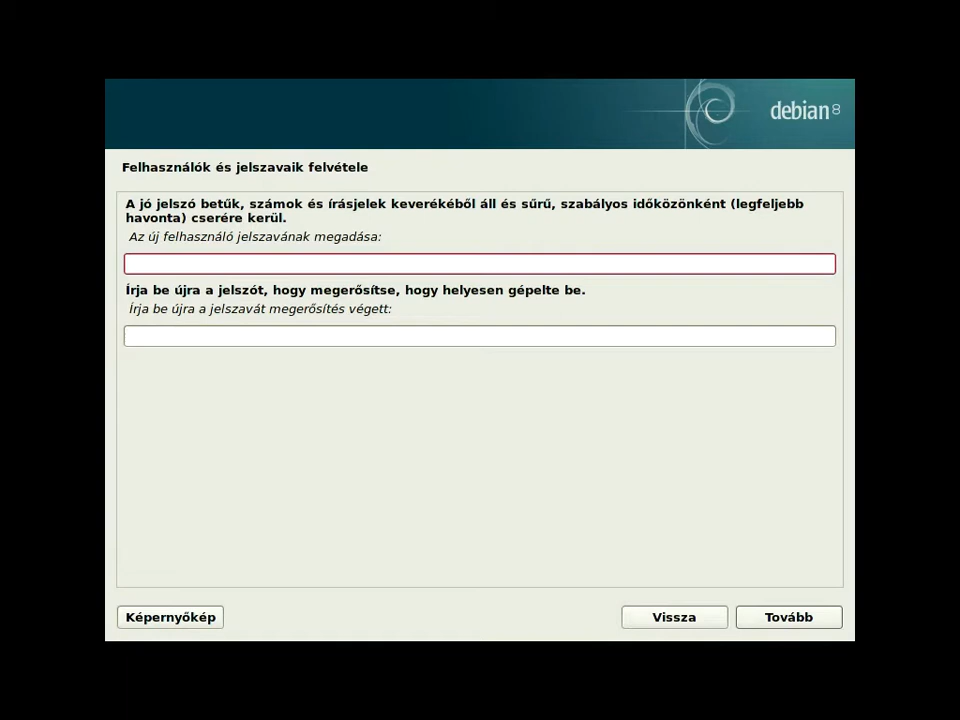 debian 8
Felhasználók és jelszavaik felvétele
A jó jelszó betűk, számok és írásjelek keverékéből áll és sűrű, szabályos időközönként (legfeljebb
havonta) cserére kerül.
Az új felhasználó jelszavának megadása:
Írja be újra a jelszót, hogy megerősítse, hogy helyesen gépelte be.
Írja be újra a jelszavát megerősítés végett:
Képernyőkép
Vissza
Tovább